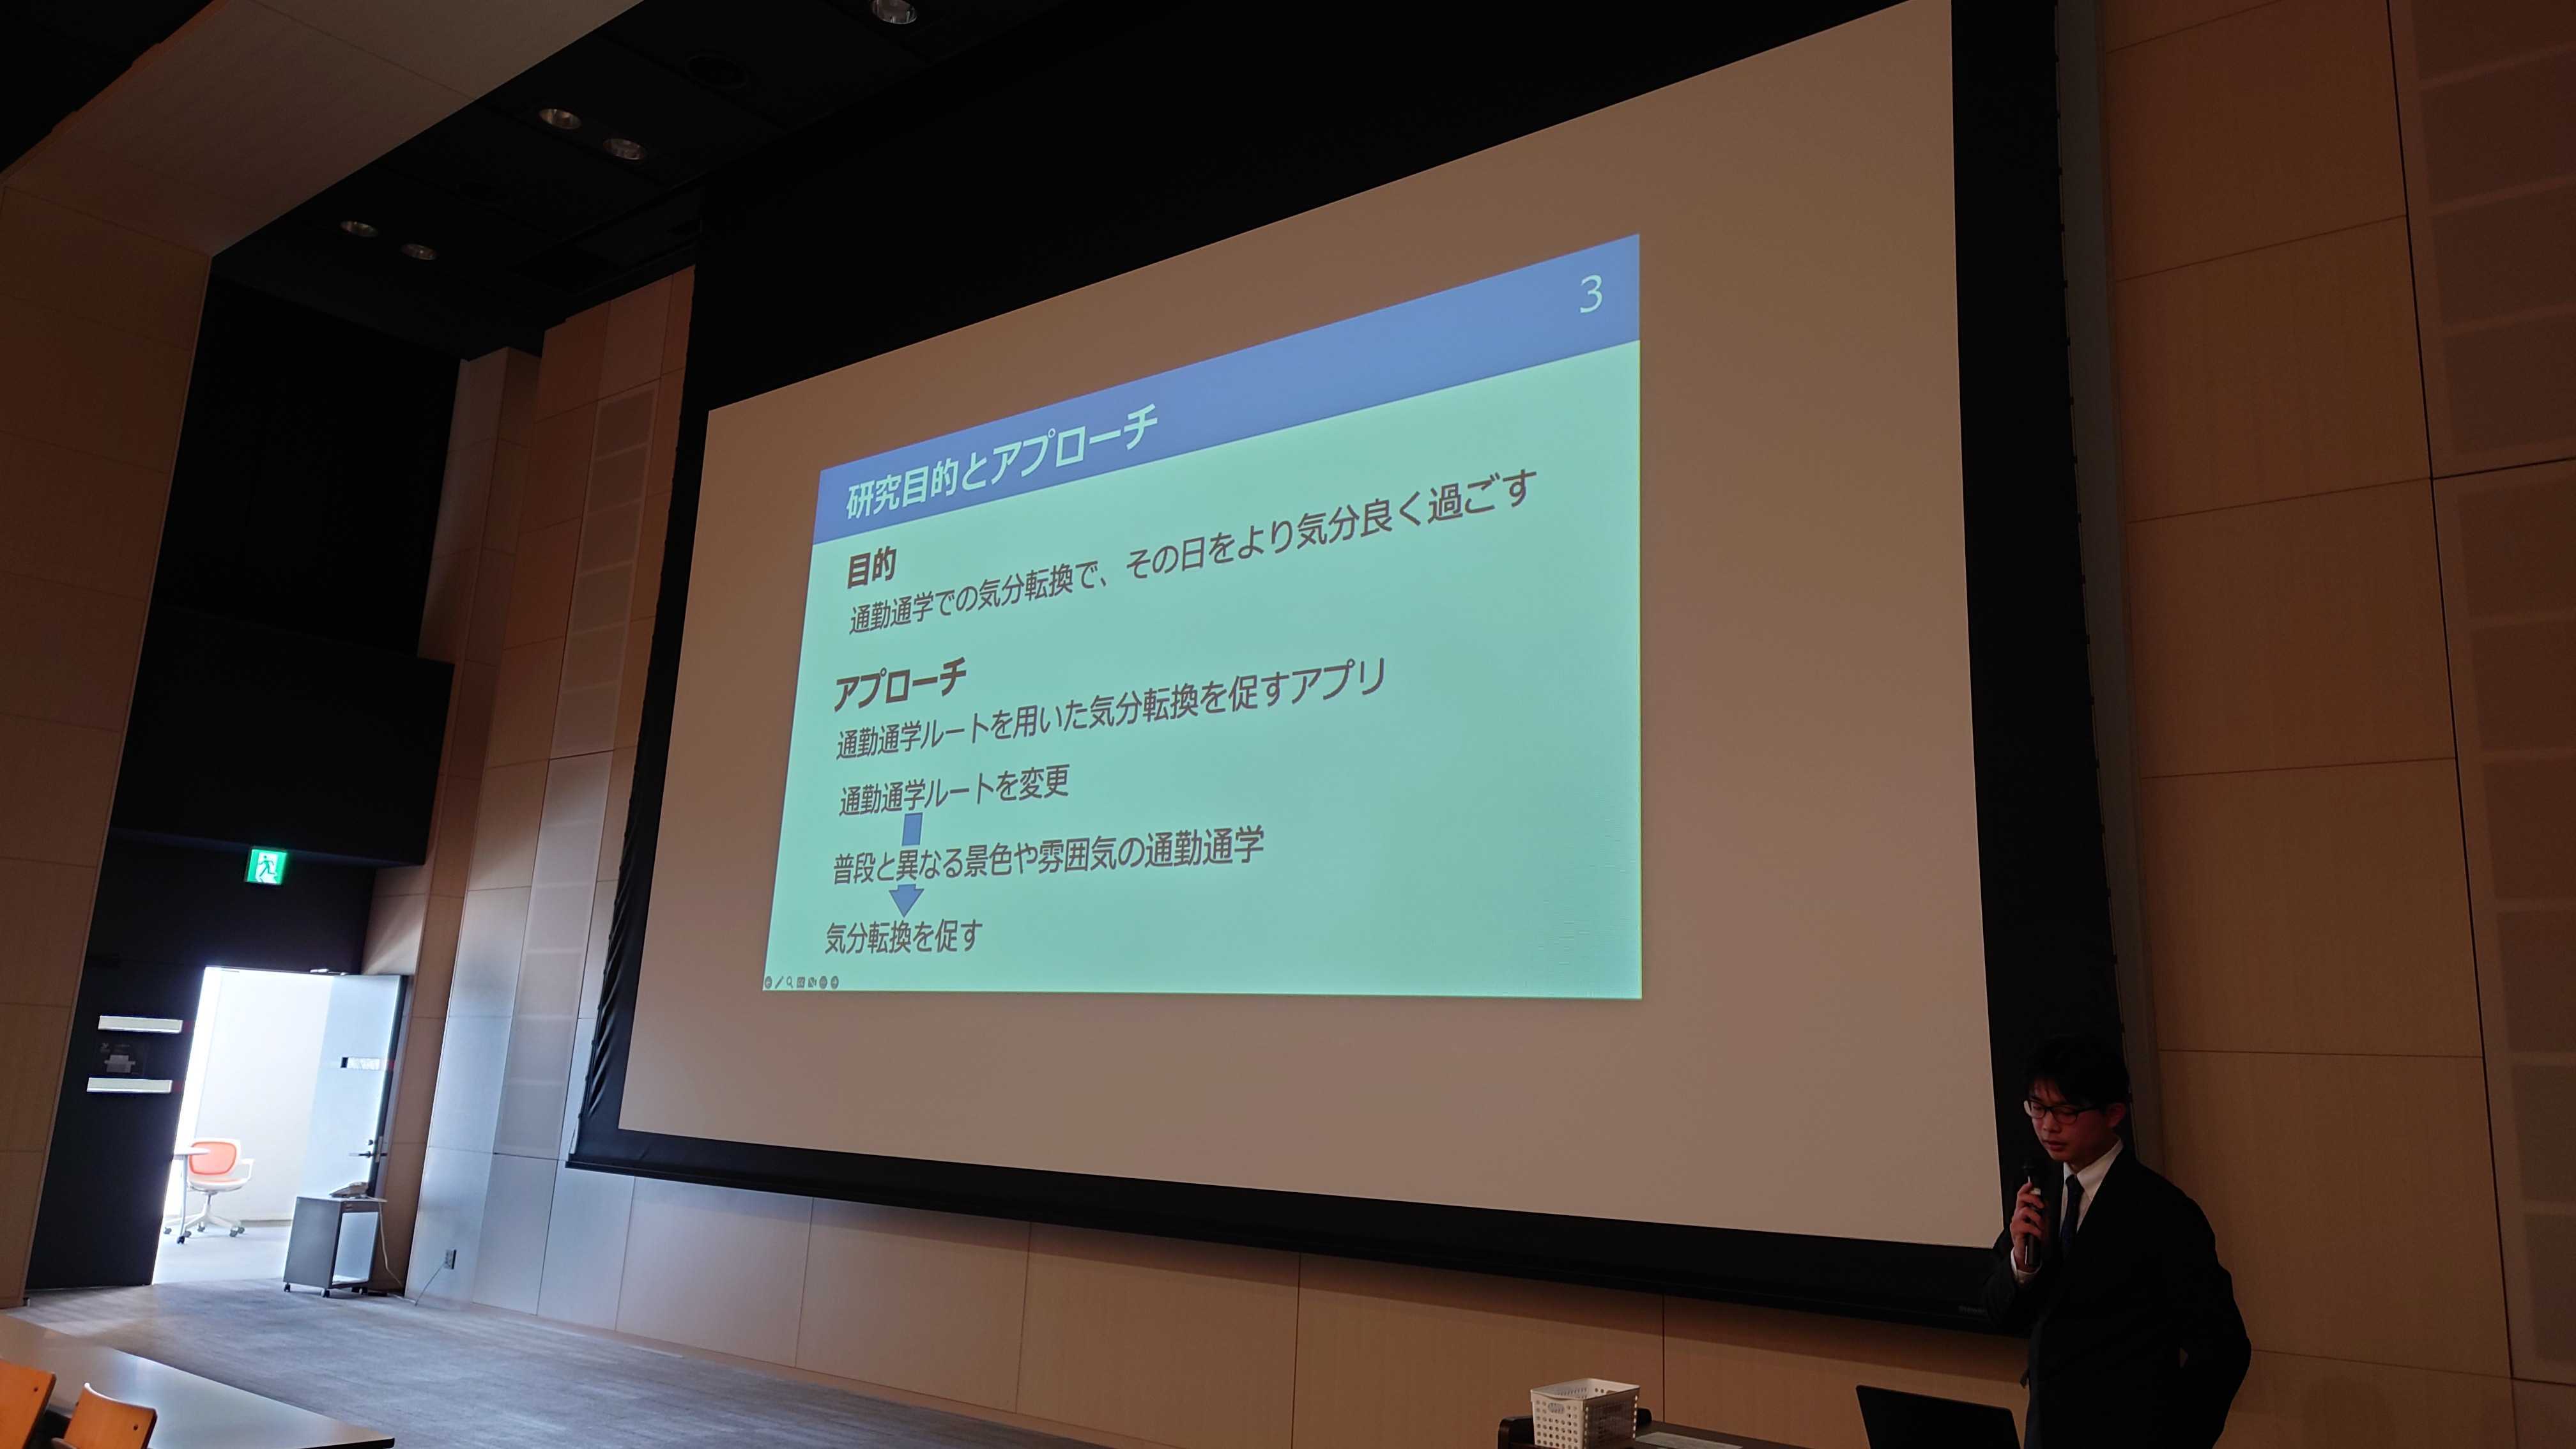 3
研究目的とアプローチ
目的
通勤通学での気分転換で、その日をより気分良く過ごす
アプローチ
通勤通学ルートを用いた気分転換を促すアプリ
通勤通学ルートを変更
普段と異なる景色や雰囲気の通勤通学
気分転換を促す